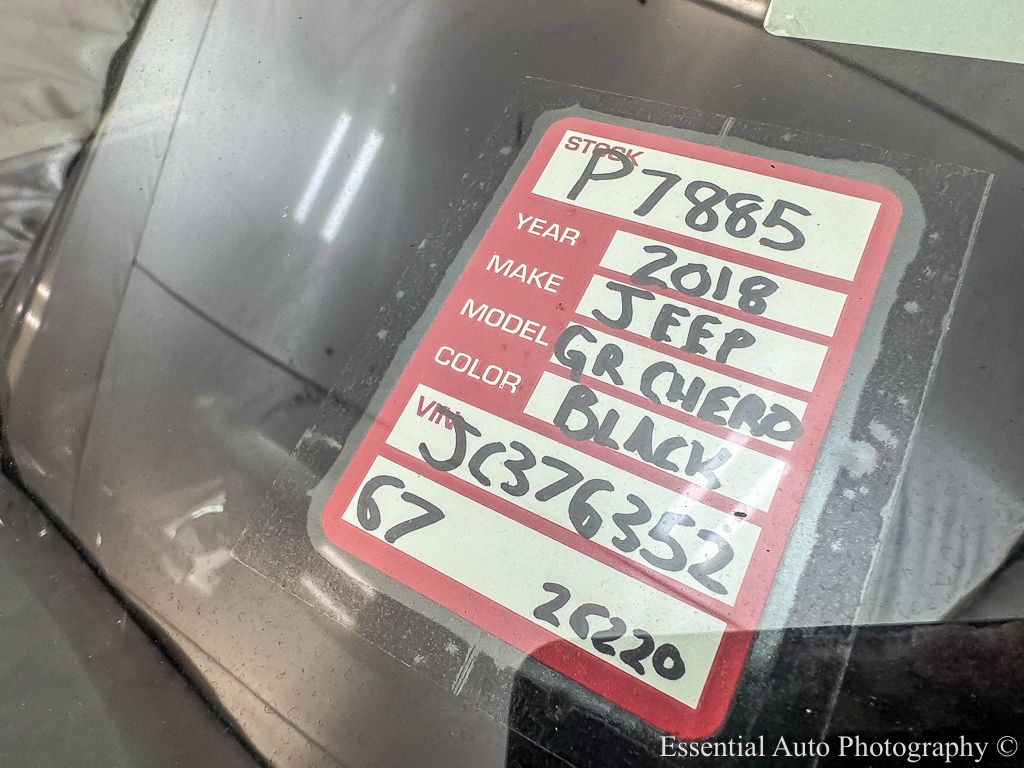 STOCK P7885
YEAR 2018
MAKE JEEP
MODEL GR CHERO
COLOR BLACK
VIN JC376352
67
26220
Essential Auto Photography ©